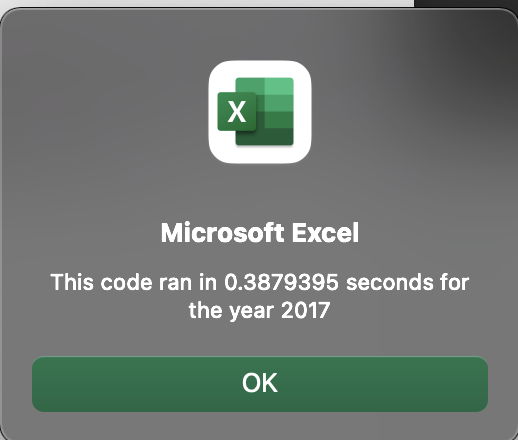 X
Microsoft Excel
This code ran in 0.3879395 seconds for
the year 2017
OK